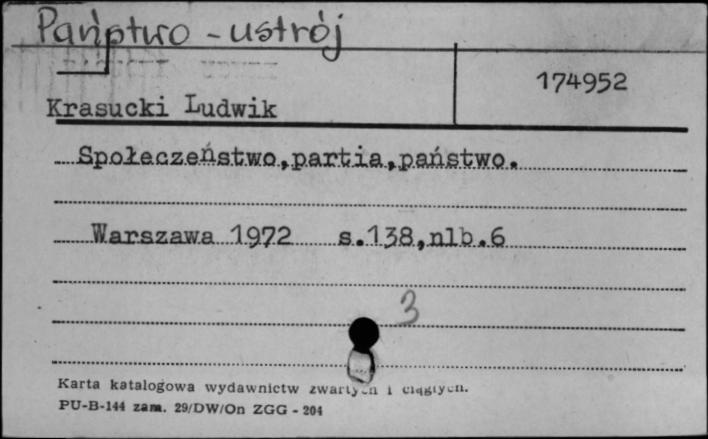 Państwo - ustrój
174952
Krasucki Ludwik
Społeczeństwo,partia,państwo.
Warszawa 1972 s.138,nlb.6
3
Karta katalogowa wydawnictw zwartych i ciągłych.
PU-B-144 zam. 29/DW/On ZGG - 204